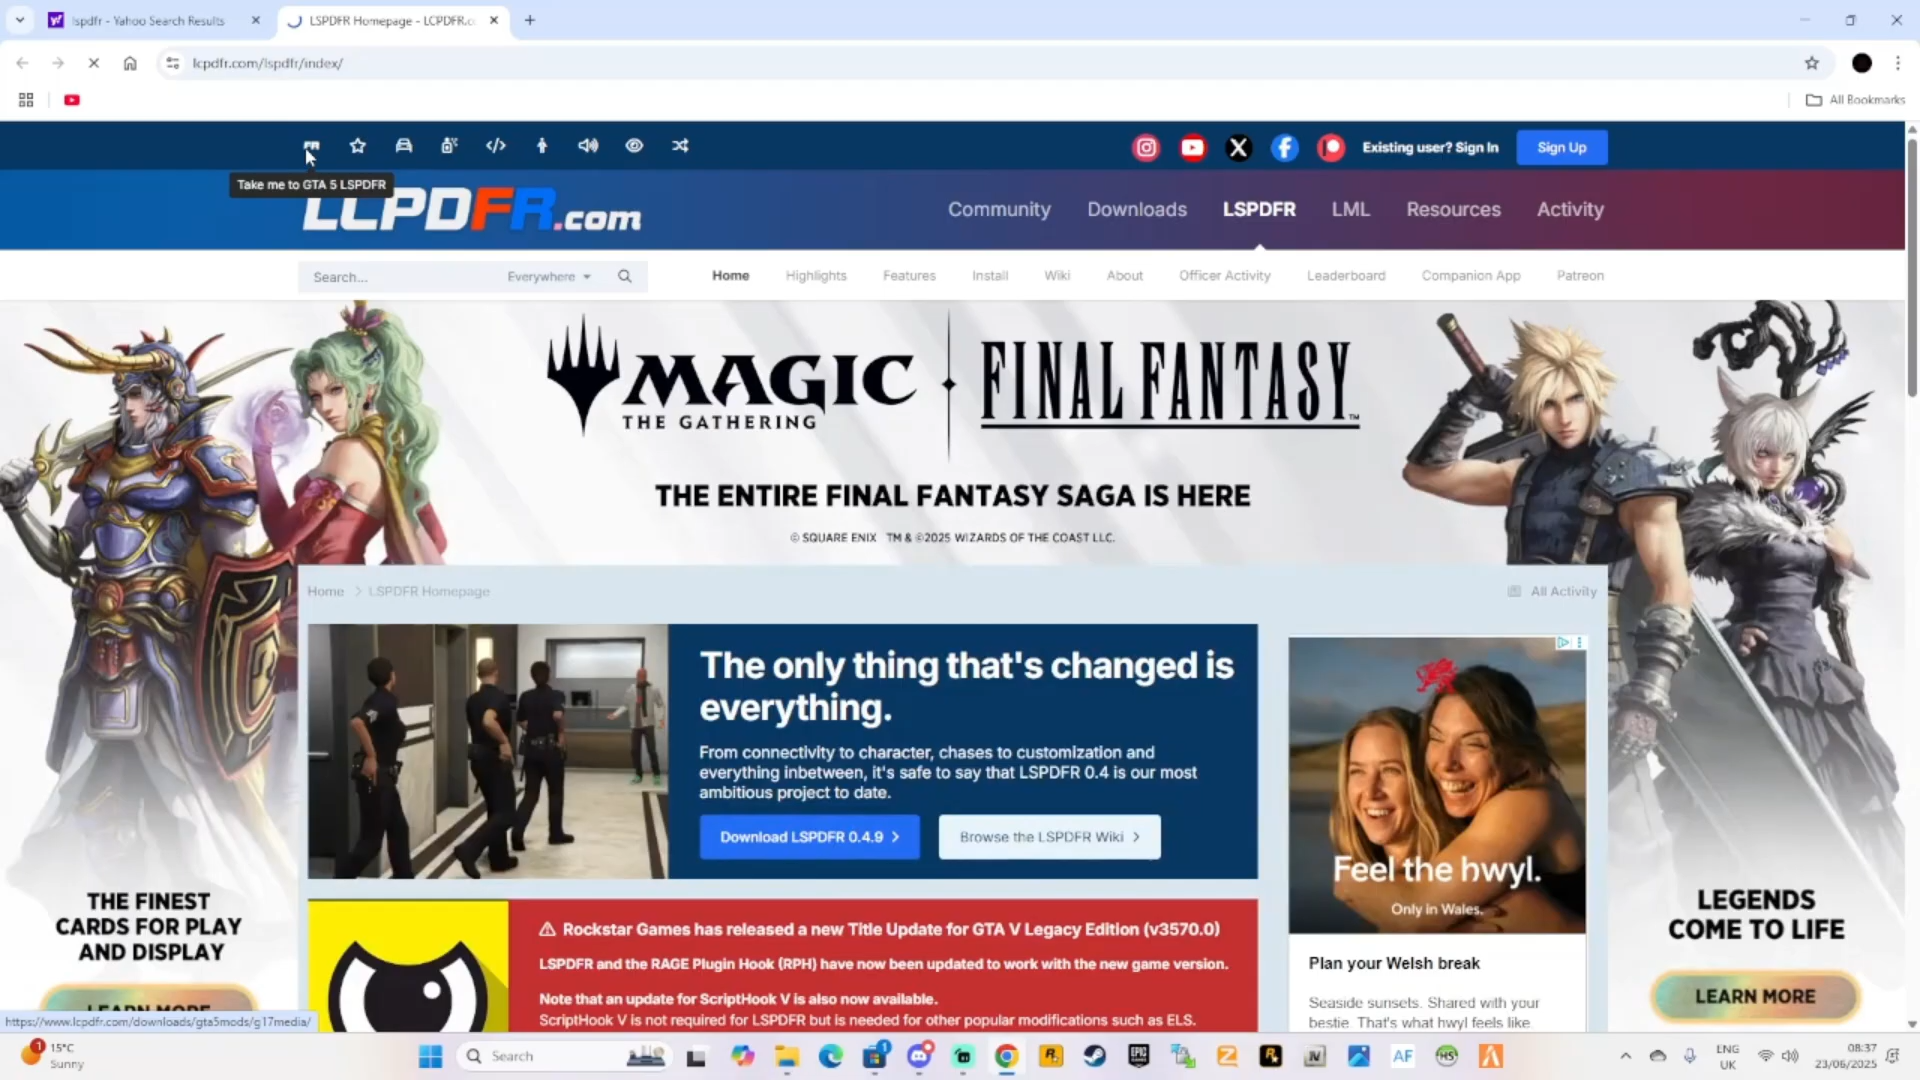 lspdfr - Yahoo Search Results
LSPDFR Homepage - LCPDFR.c
lcpdfr.com/lspdfr/index/
All Bookmarks
FR
Existing user? Sign In
Sign Up
Take me to GTA 5 LSPDFR
LCPDFR.com
Community
Downloads
LSPDFR
LML
Resources
Activity
Search...
Everywhere
Home
Highlights
Features
Install
Wiki
About
Officer Activity
Leaderboard
Companion App
Patreon
MAGIC
THE GATHERING
FINAL FANTASY™
THE ENTIRE FINAL FANTASY SAGA IS HERE
© SQUARE ENIX TM & ©2025 WIZARDS OF THE COAST LLC.
Home > LSPDFR Homepage
All Activity
The only thing that's changed is
everything.
From connectivity to character, chases to customization and
everything inbetween, it's safe to say that LSPDFR 0.4 is our most
ambitious project to date.
Download LSPDFR 0.4.9 >
Browse the LSPDFR Wiki >
Feel the hwyl.
Only in Wales.
THE FINEST
CARDS FOR PLAY
AND DISPLAY
LEARN MORE
LEGENDS
COME TO LIFE
LEARN MORE
Rockstar Games has released a new Title Update for GTA V Legacy Edition (v3570.0)
LSPDFR and the RAGE Plugin Hook (RPH) have now been updated to work with the new game version.
Note that an update for ScriptHook V is also now available.
ScriptHook V is not required for LSPDFR but is needed for other popular modifications such as ELS.
Plan your Welsh break
Seaside sunsets. Shared with your
bestie. That's what hwyl feels like
https://www.lcpdfr.com/downloads/gta5mods/g17media/
1
15°C
Sunny
Search
1
EPIC
AF
HS
ENG
UK
08:37
23/06/2025